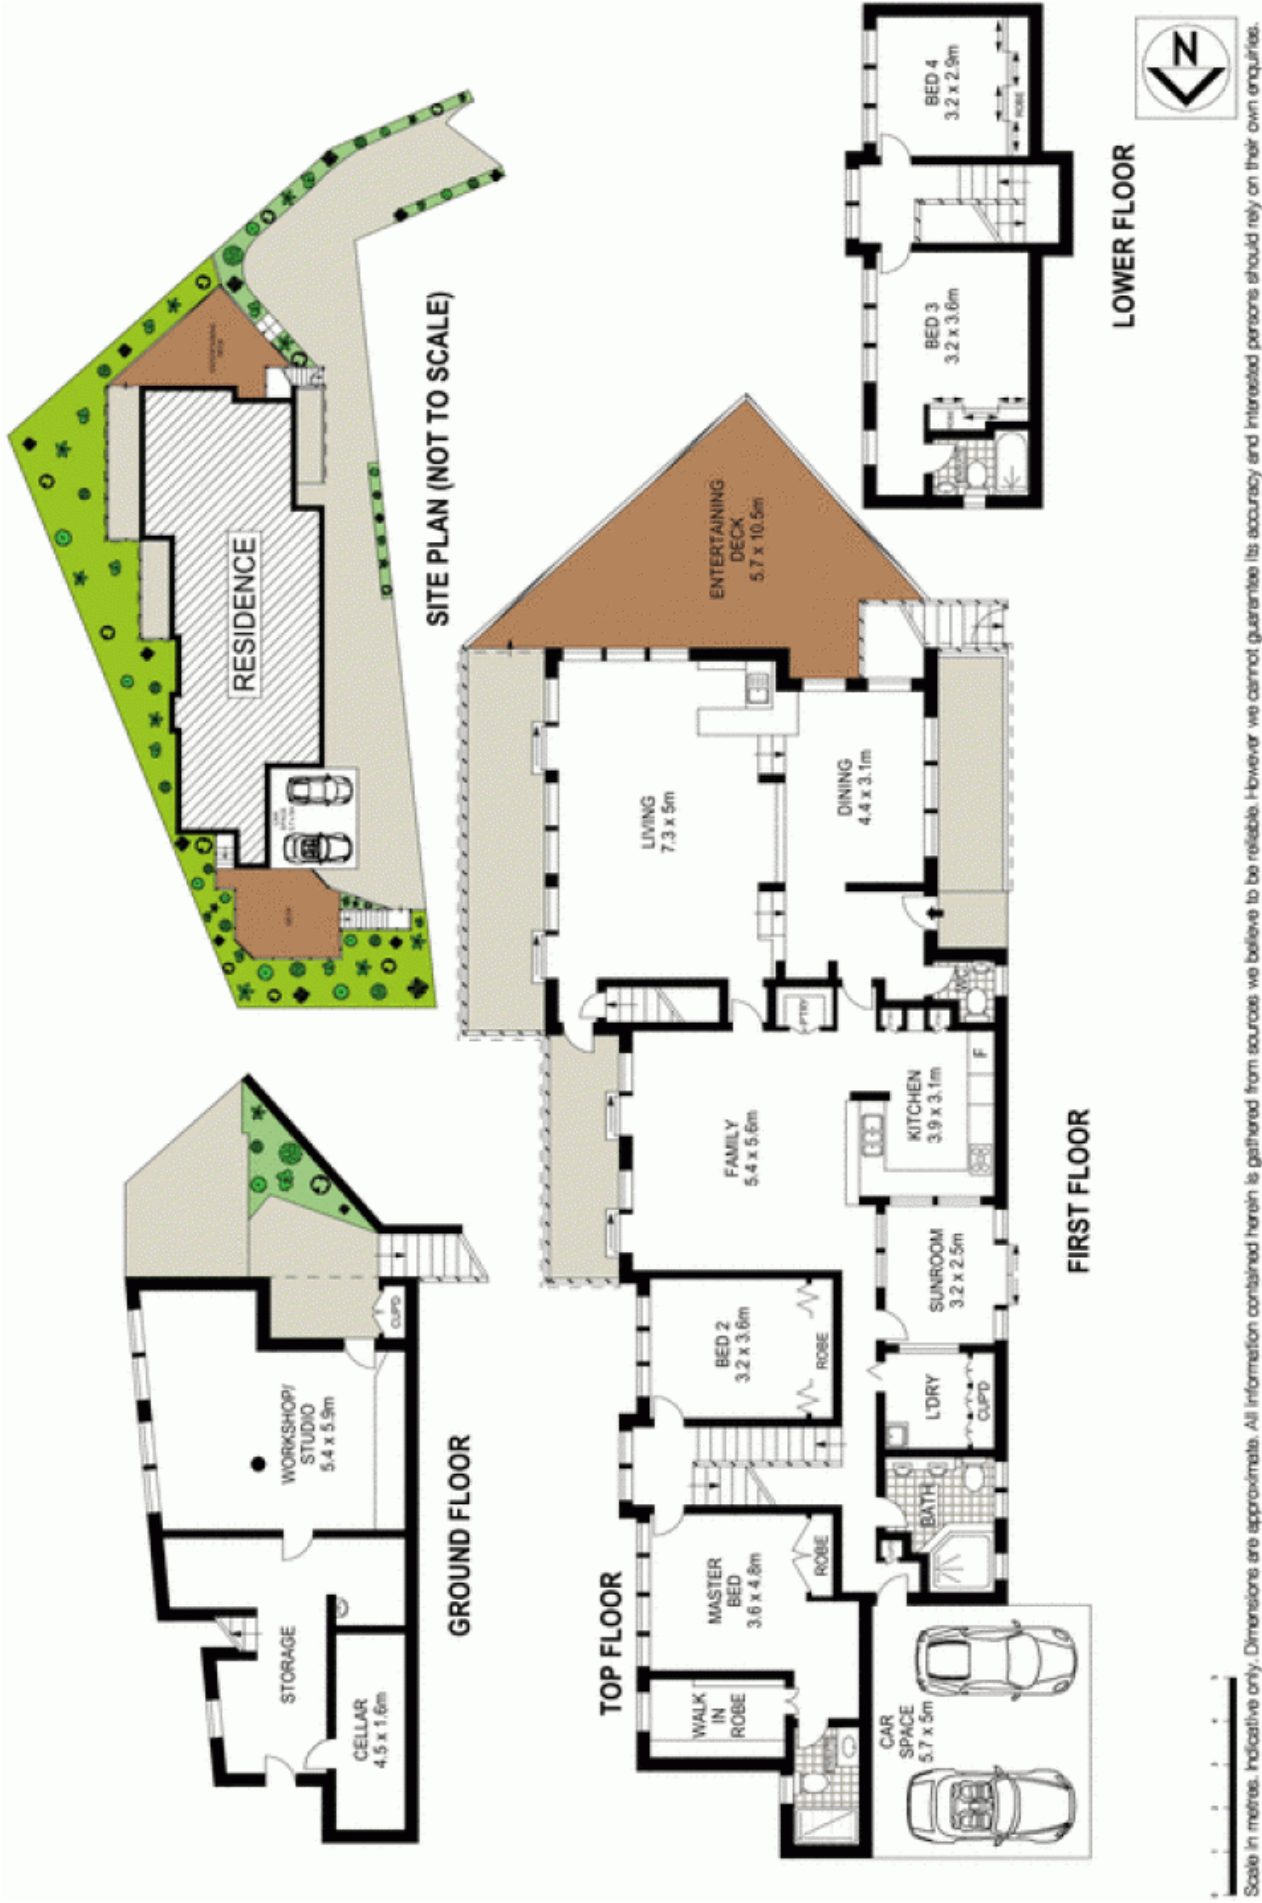 BED 4
3.2 x 2.9m
ROBE
N
BED 3
3.2 x 3.6m
LOWER FLOOR
RESIDENCE
DECK
SITE PLAN (NOT TO SCALE)
ENTERTAINING
DECK
5.7 x 10.5m
LIVING
7.3 x 5m
DINING
4.4 x 3.1m
PTRY
WC
FAMILY
5.4 x 5.6m
KITCHEN
3.9 x 3.1m
F
SUNROOM
3.2 x 2.5m
FIRST FLOOR
BED 2
3.2 x 3.6m
ROBE
L'DRY
CUP'D
BATH
MASTER
BED
3.6 x 4.8m
ROBE
WALK
IN
ROBE
TOP FLOOR
CAR
SPACE
5.7 x 5m
CUP'D
WORKSHOP/
STUDIO
5.4 x 5.9m
STORAGE
CELLAR
4.5 x 1.6m
GROUND FLOOR
Scale in metres. Indicative only. Dimensions are approximate. All information contained herein is gathered from sources we believe to be reliable. However we cannot guarantee its accuracy and interested persons should rely on their own enquiries.